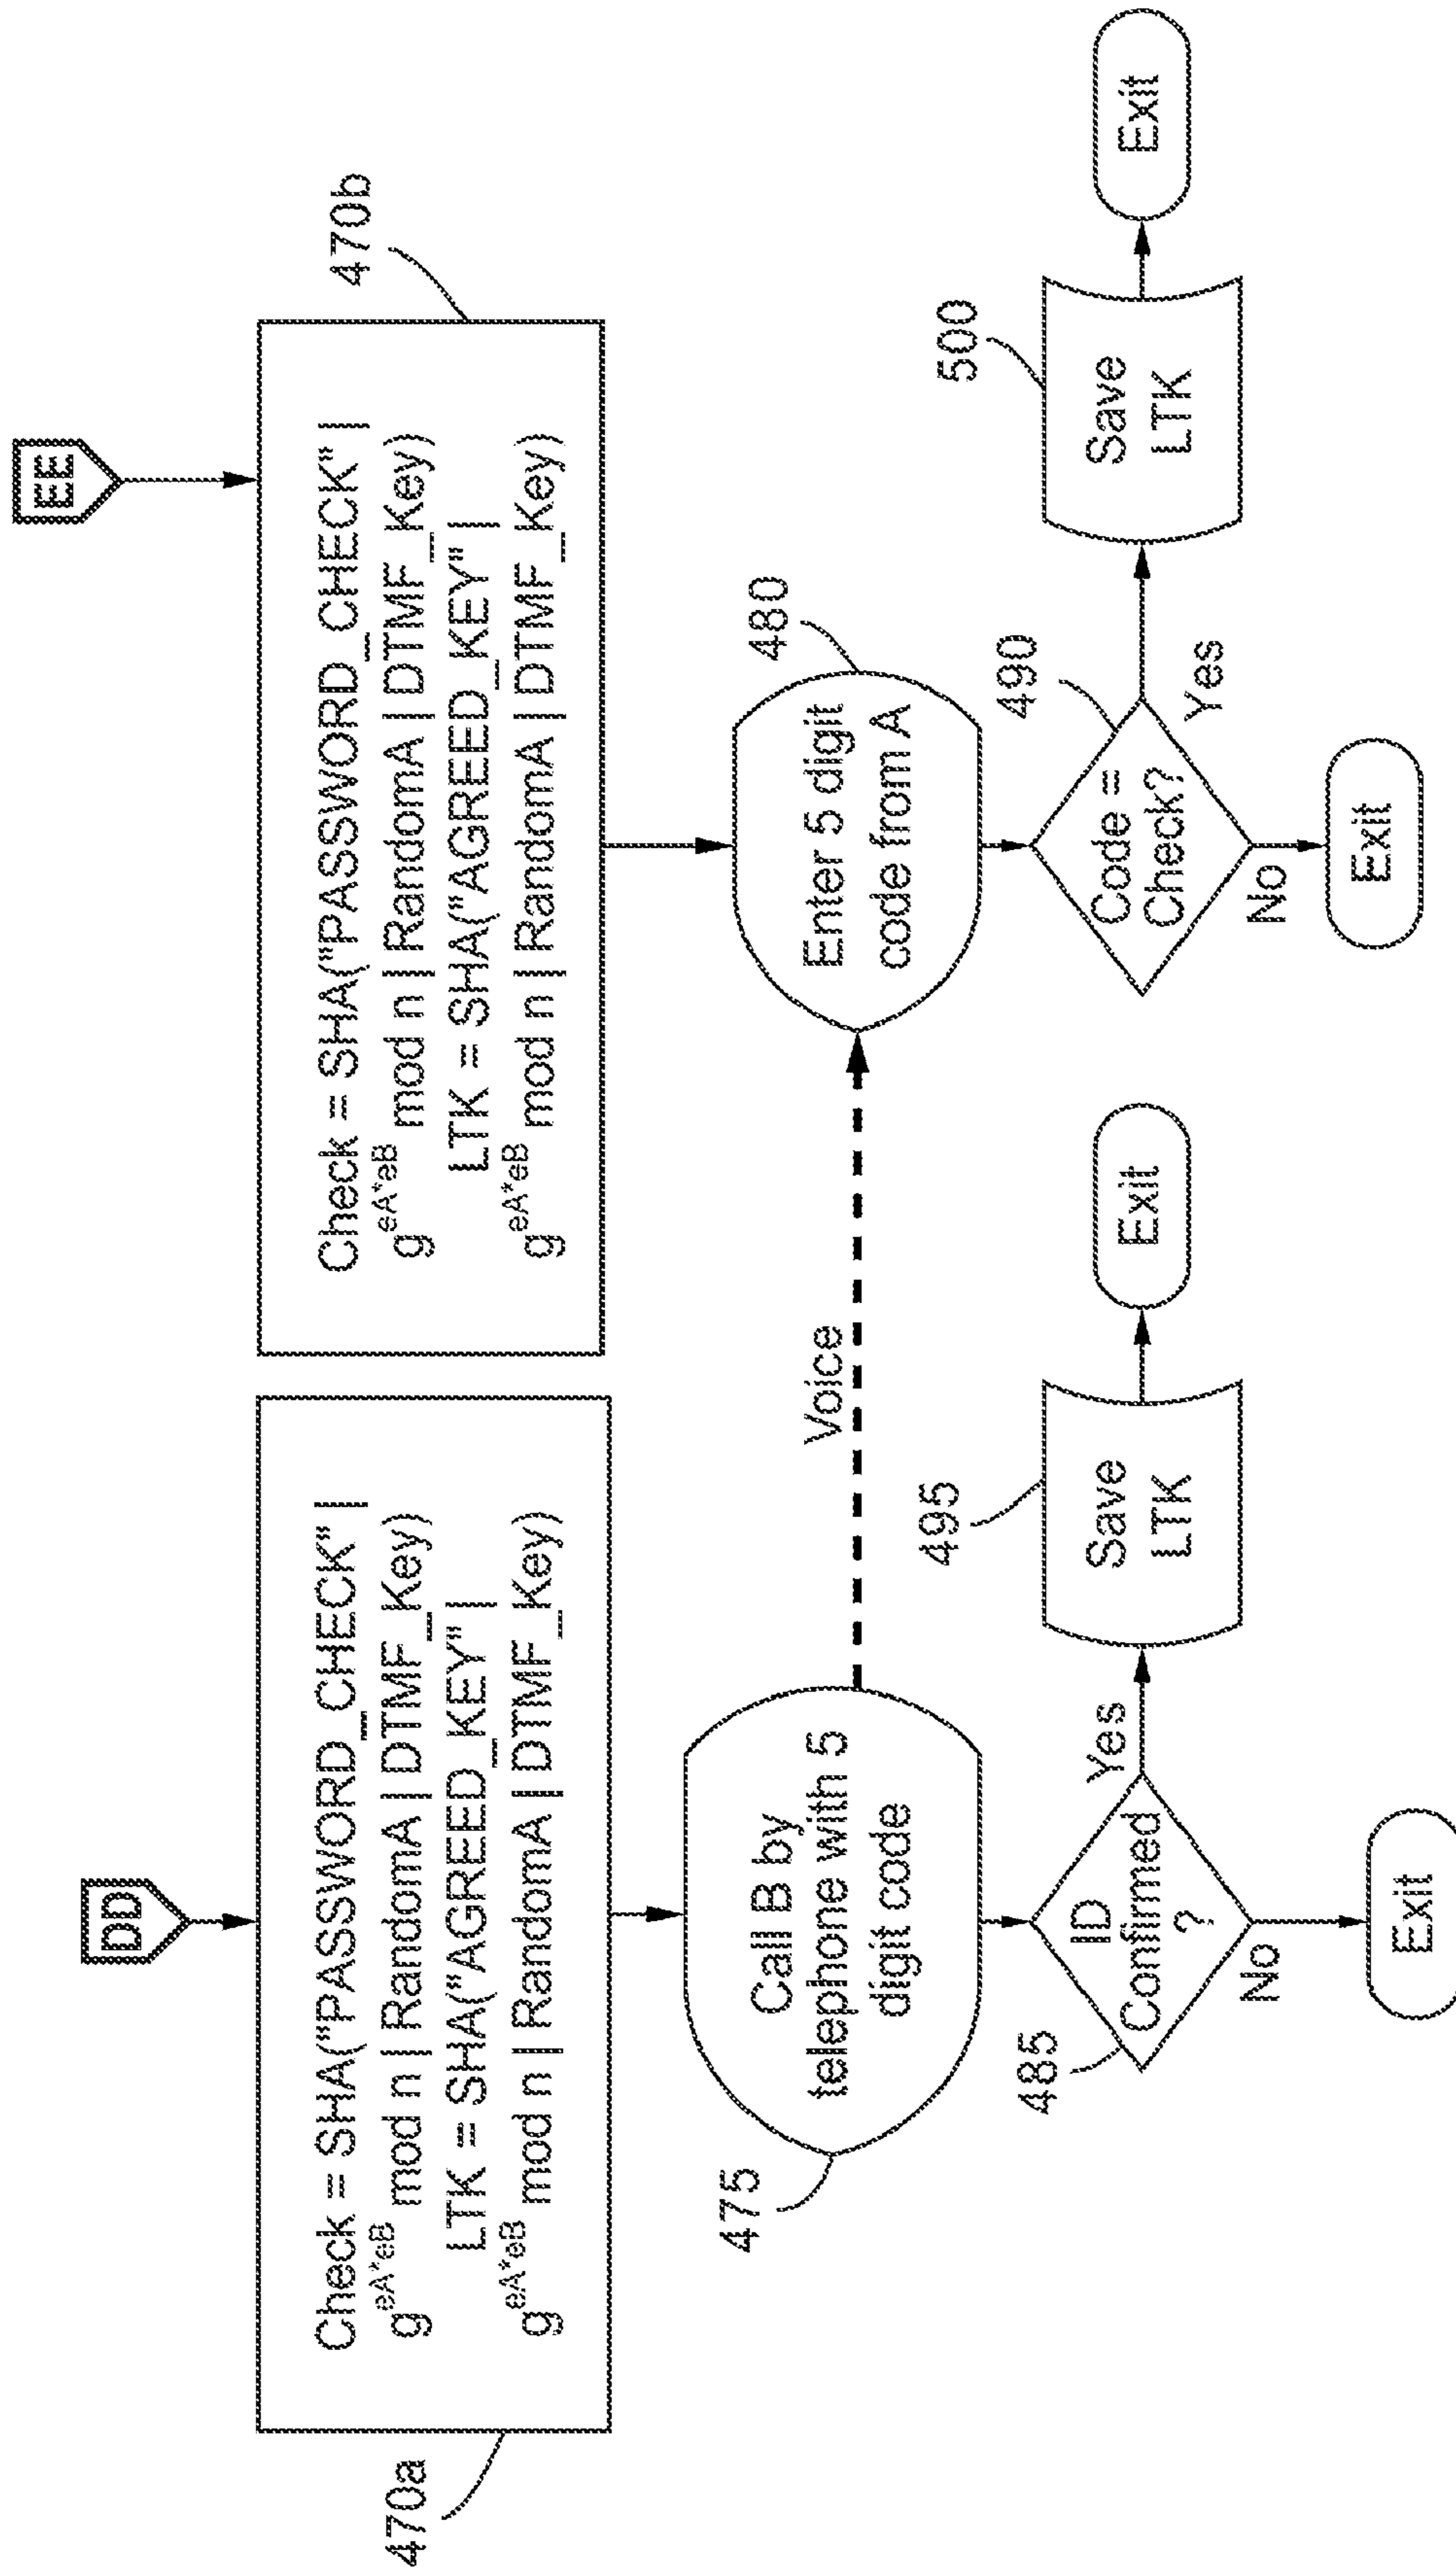 DD
470a
Check = SHA("PASSWORD_CHECK" |
g^eA*eB mod n | RandomA | DTMF_Key)
LTK = SHA("AGREED_KEY" |
g^eA*eB mod n | RandomA | DTMF_Key)
475
Call B by
telephone with 5
digit code
Voice
485
ID
Confirmed
?
Yes
No
Exit
495
Save
LTK
Exit
EE
470b
Check = SHA("PASSWORD_CHECK" |
g^eA*eB mod n | RandomA | DTMF_Key)
LTK = SHA("AGREED_KEY" |
g^eA*eB mod n | RandomA | DTMF_Key)
480
Enter 5 digit
code from A
490
Code =
Check?
Yes
No
Exit
500
Save
LTK
Exit